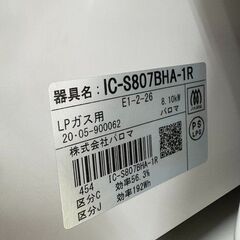 器具名：IC-S807BHA-1R
E1-2-26 8.10kW
LPガス用 パロマ
20·05-900062
株式会社パロマ
PS
LPG
IC-S807BHA-1R
454 効率56.3%
区分C 効率192Wh
区分J